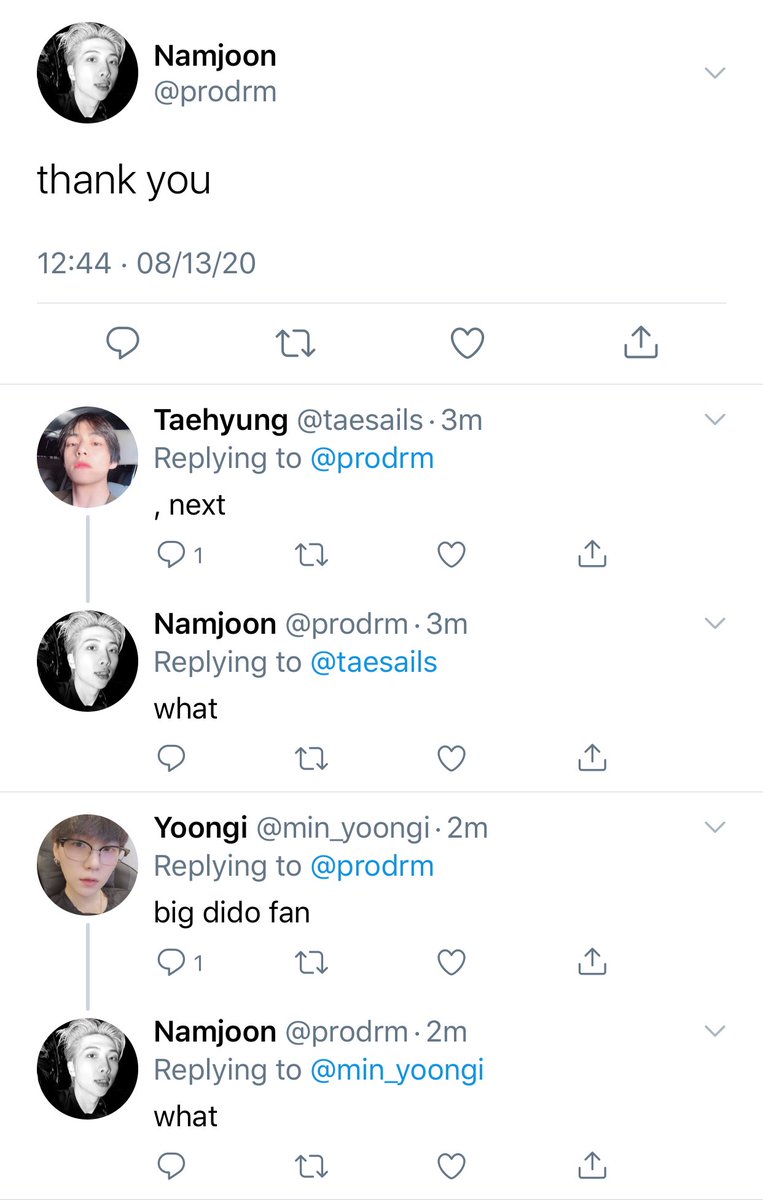 Namjoon
@prodrm
thank you
12:44 · 08/13/20
Taehyung @taesails · 3m
Replying to @prodrm
, next
1
Namjoon @prodrm · 3m
Replying to @taesails
what
Yoongi @min_yoongi · 2m
Replying to @prodrm
big dido fan
1
Namjoon @prodrm · 2m
Replying to @min_yoongi
what